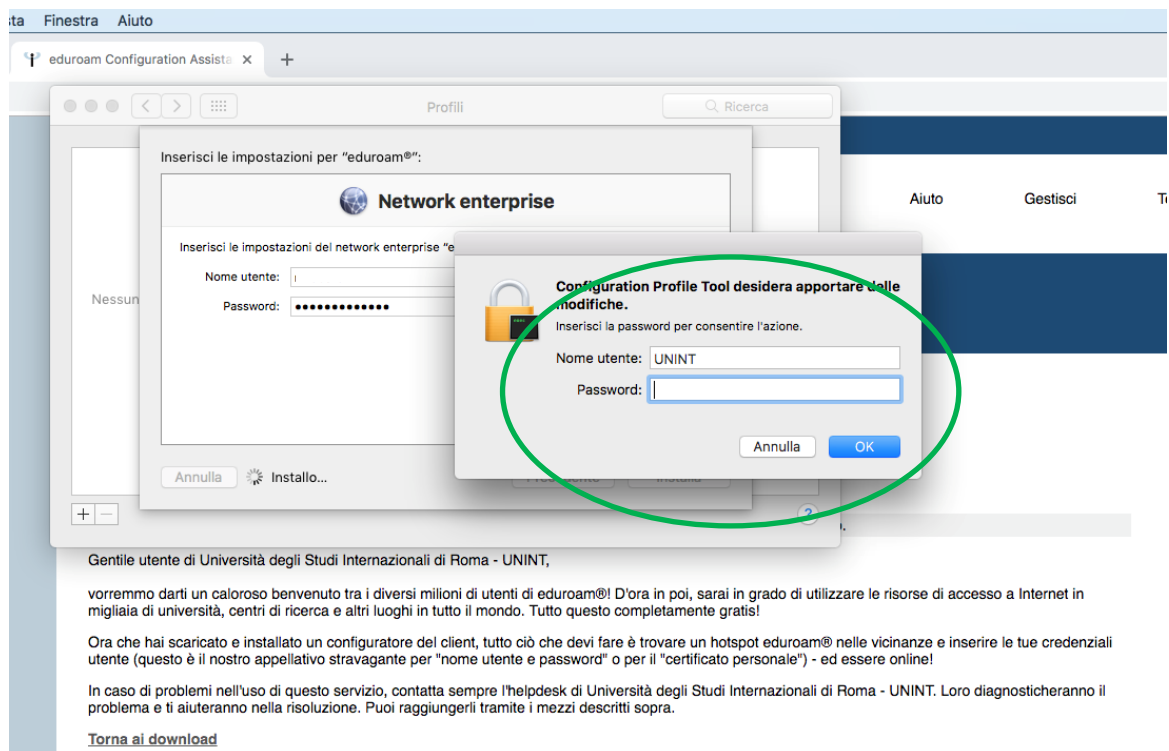 ta Finestra Aiuto
eduroam Configuration Assista
Profili
Ricerca
Inserisci le impostazioni per “eduroam®”:
Network enterprise
Aiuto Gestisci
Inserisci le impostazioni del network enterprise “e
Nome utente:
Password:
Nessun
Configuration Profile Tool desidera apportare delle
modifiche.
Inserisci la password per consentire l'azione.
Nome utente: UNINT
Password:
Annulla OK
Annulla Installo...
Gentile utente di Università degli Studi Internazionali di Roma - UNINT,
vorremmo darti un caloroso benvenuto tra i diversi milioni di utenti di eduroam®! D'ora in poi, sarai in grado di utilizzare le risorse di accesso a Internet in
migliaia di università, centri di ricerca e altri luoghi in tutto il mondo. Tutto questo completamente gratis!
Ora che hai scaricato e installato un configuratore del client, tutto ciò che devi fare è trovare un hotspot eduroam® nelle vicinanze e inserire le tue credenziali
utente (questo è il nostro appellativo stravagante per "nome utente e password" o per il "certificato personale") - ed essere online!
In caso di problemi nell'uso di questo servizio, contatta sempre l'helpdesk di Università degli Studi Internazionali di Roma - UNINT. Loro diagnosticheranno il
problema e ti aiuteranno nella risoluzione. Puoi raggiungerli tramite i mezzi descritti sopra.
Torna ai download